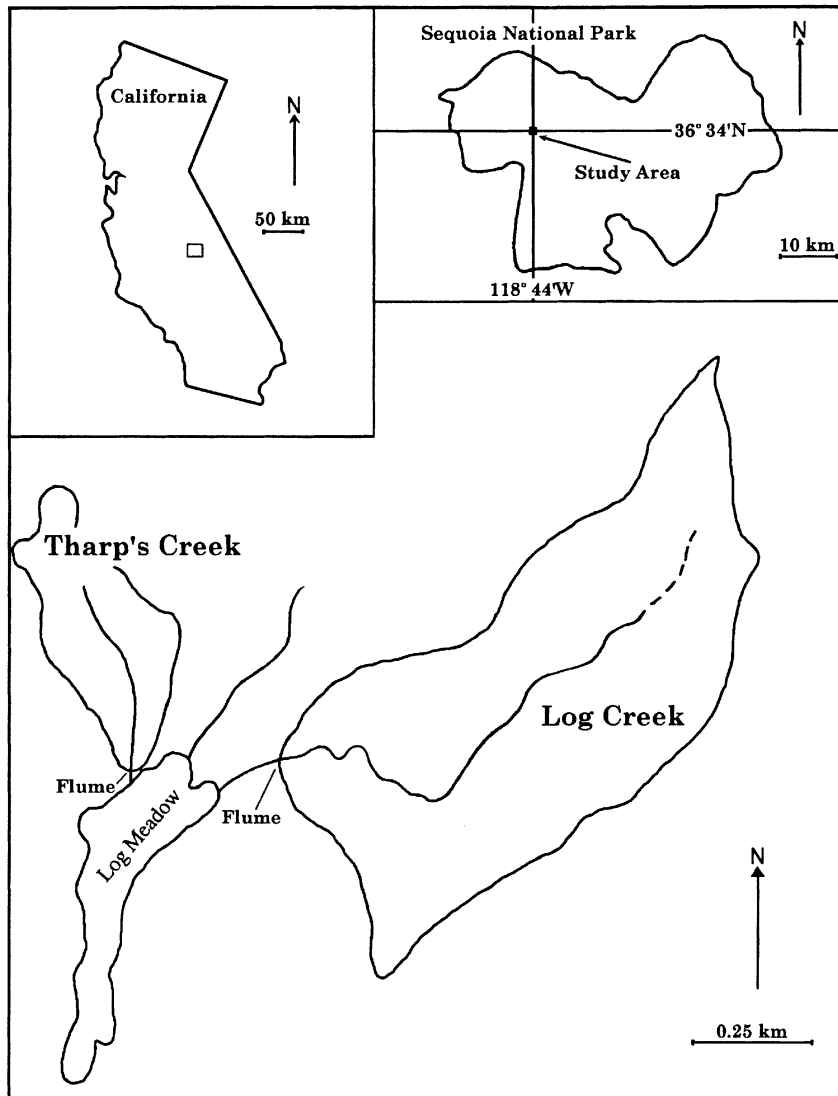 California
N
50 km
Sequoia National Park
N
36° 34'N
Study Area
10 km
118° 44'W
Tharp's Creek
Log Creek
Flume
Flume
Log Meadow
N
0.25 km